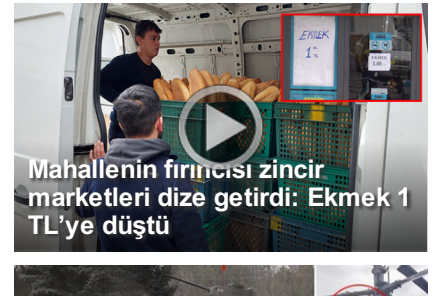 EKMEK
1
EKMEK
1.00
Mahallenin fırıncısı zincir
marketleri dize getirdi: Ekmek 1
TL'ye düştü